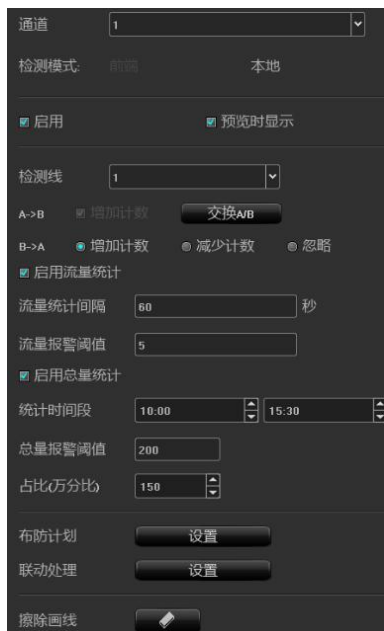 通道 1
检测模式: 前端 本地
启用 预览时显示
检测线 1
A->B 增加计数 交换A/B
B->A 增加计数 减少计数 忽略
启用流量统计
流量统计间隔 60 秒
流量报警阈值 5
启用总量统计
统计时间段 10:00 15:30
总量报警阈值 200
占比(万分比) 150
布防计划 设置
联动处理 设置
擦除画线